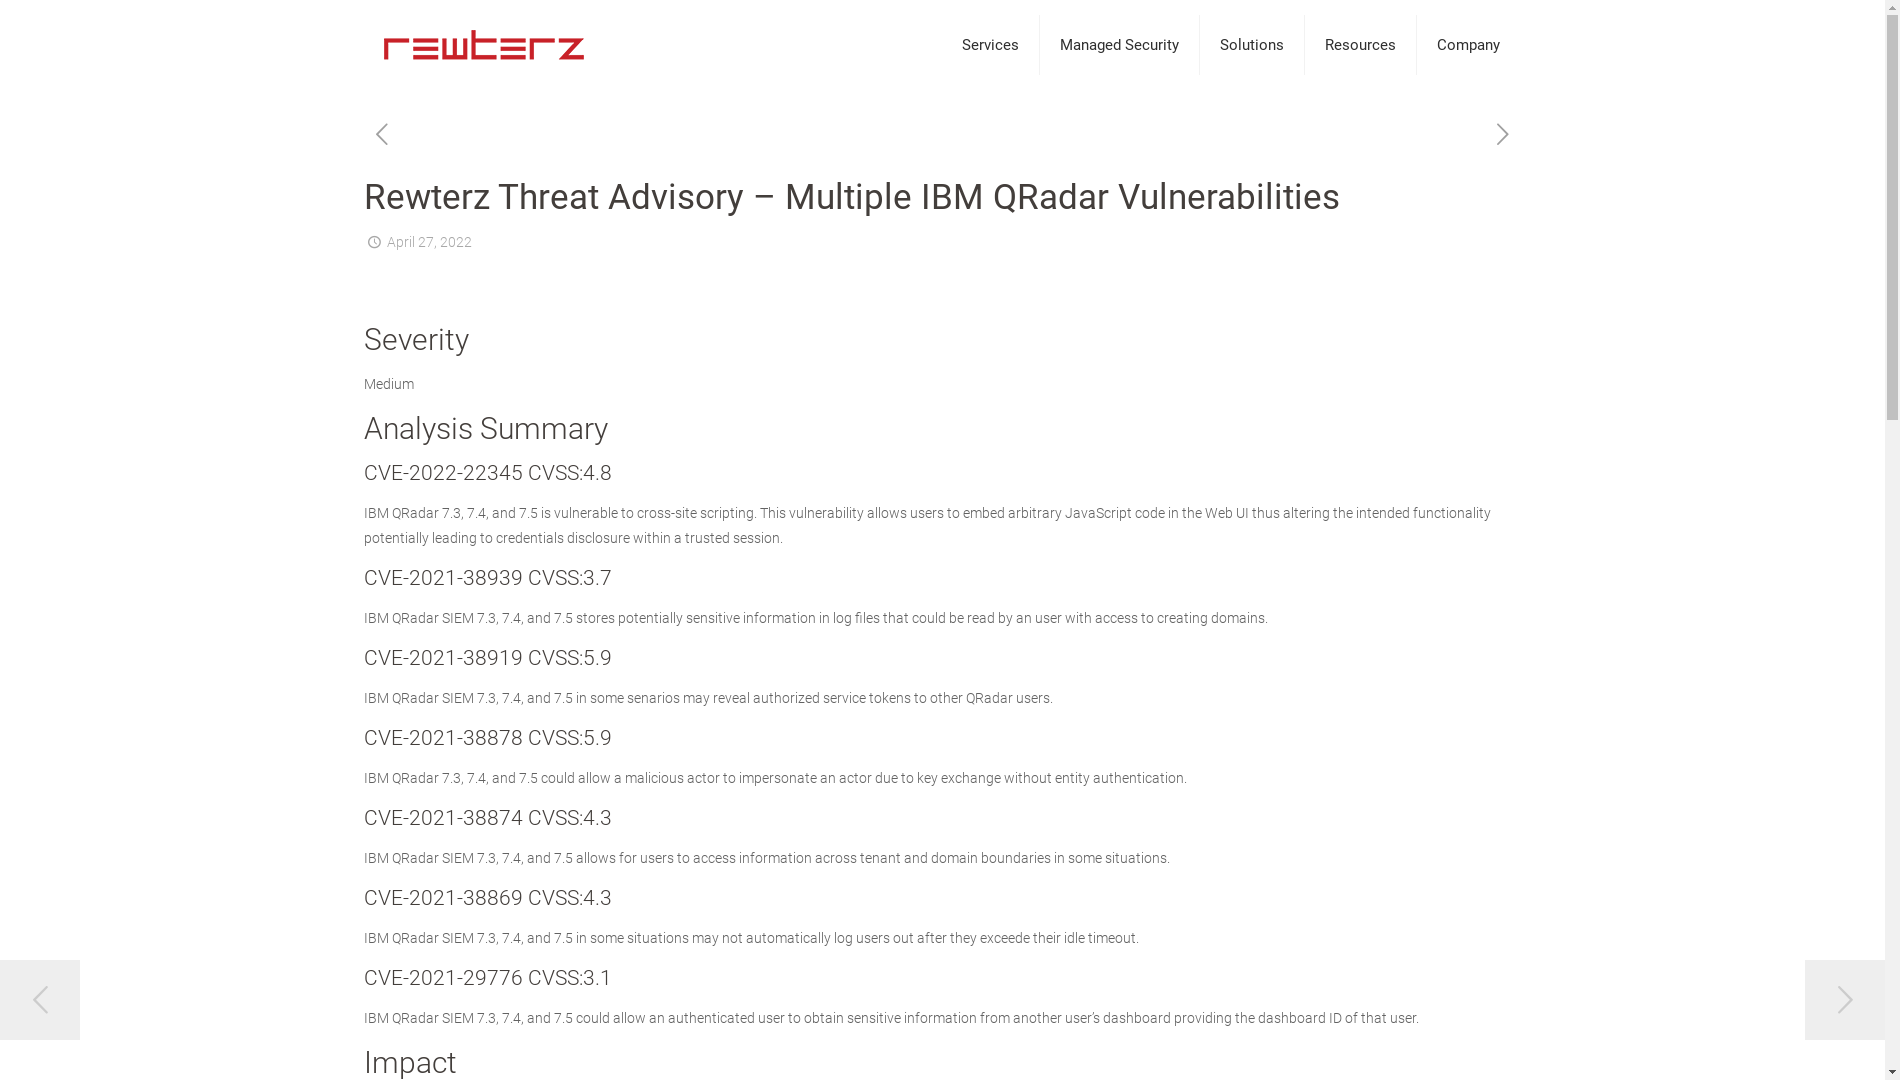 rewterz
Services
Managed Security
Solutions
Resources
Company
Rewterz Threat Advisory – Multiple IBM QRadar Vulnerabilities
April 27, 2022
Severity
Medium
Analysis Summary
CVE-2022-22345 CVSS:4.8
IBM QRadar 7.3, 7.4, and 7.5 is vulnerable to cross-site scripting. This vulnerability allows users to embed arbitrary JavaScript code in the Web UI thus altering the intended functionality
potentially leading to credentials disclosure within a trusted session.
CVE-2021-38939 CVSS:3.7
IBM QRadar SIEM 7.3, 7.4, and 7.5 stores potentially sensitive information in log files that could be read by an user with access to creating domains.
CVE-2021-38919 CVSS:5.9
IBM QRadar SIEM 7.3, 7.4, and 7.5 in some senarios may reveal authorized service tokens to other QRadar users.
CVE-2021-38878 CVSS:5.9
IBM QRadar 7.3, 7.4, and 7.5 could allow a malicious actor to impersonate an actor due to key exchange without entity authentication.
CVE-2021-38874 CVSS:4.3
IBM QRadar SIEM 7.3, 7.4, and 7.5 allows for users to access information across tenant and domain boundaries in some situations.
CVE-2021-38869 CVSS:4.3
IBM QRadar SIEM 7.3, 7.4, and 7.5 in some situations may not automatically log users out after they exceede their idle timeout.
CVE-2021-29776 CVSS:3.1
IBM QRadar SIEM 7.3, 7.4, and 7.5 could allow an authenticated user to obtain sensitive information from another user’s dashboard providing the dashboard ID of that user.
Impact